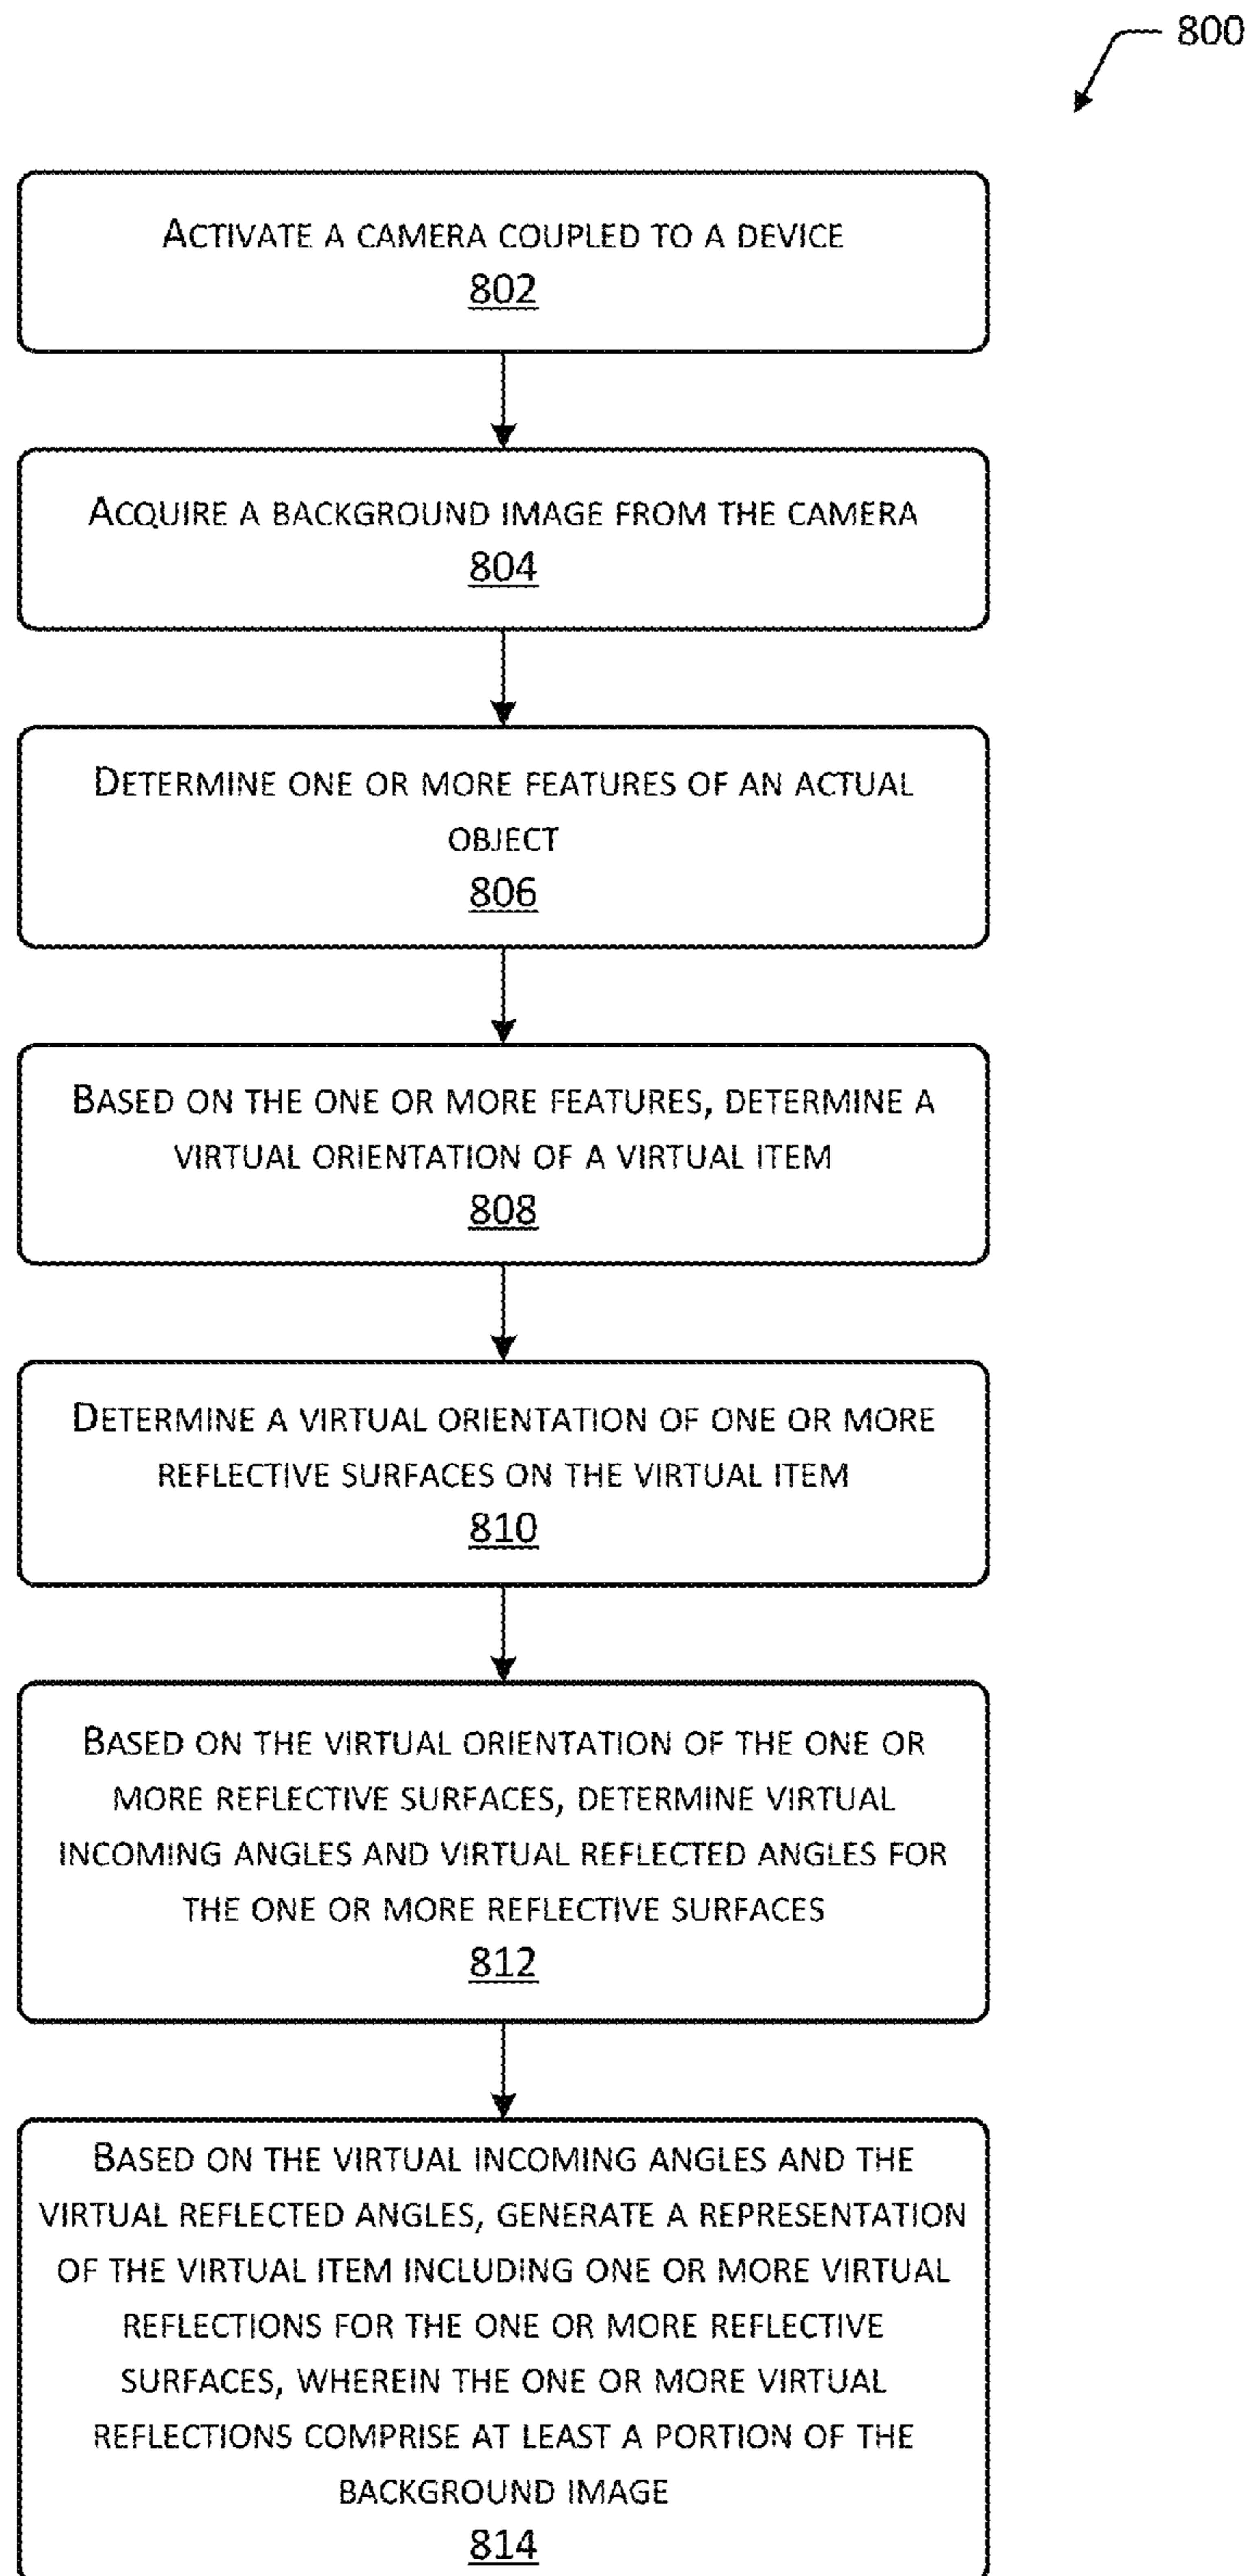 800
ACTIVATE A CAMERA COUPLED TO A DEVICE
802
ACQUIRE A BACKGROUND IMAGE FROM THE CAMERA
804
DETERMINE ONE OR MORE FEATURES OF AN ACTUAL
OBJECT
806
BASED ON THE ONE OR MORE FEATURES, DETERMINE A
VIRTUAL ORIENTATION OF A VIRTUAL ITEM
808
DETERMINE A VIRTUAL ORIENTATION OF ONE OR MORE
REFLECTIVE SURFACES ON THE VIRTUAL ITEM
810
BASED ON THE VIRTUAL ORIENTATION OF THE ONE OR
MORE REFLECTIVE SURFACES, DETERMINE VIRTUAL
INCOMING ANGLES AND VIRTUAL REFLECTED ANGLES FOR
THE ONE OR MORE REFLECTIVE SURFACES
812
BASED ON THE VIRTUAL INCOMING ANGLES AND THE
VIRTUAL REFLECTED ANGLES, GENERATE A REPRESENTATION
OF THE VIRTUAL ITEM INCLUDING ONE OR MORE VIRTUAL
REFLECTIONS FOR THE ONE OR MORE REFLECTIVE
SURFACES, WHEREIN THE ONE OR MORE VIRTUAL
REFLECTIONS COMPRISE AT LEAST A PORTION OF THE
BACKGROUND IMAGE
814